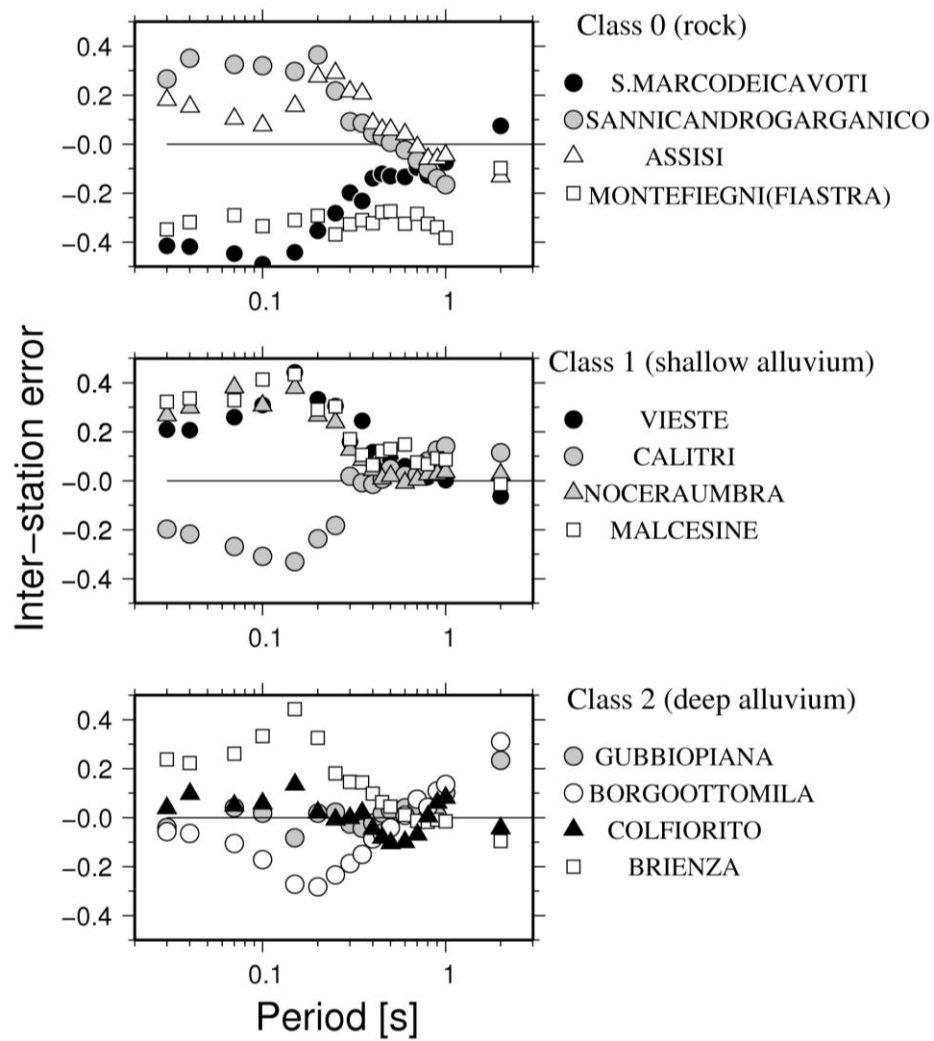 Class 0 (rock)
S.MARCODEICAVOTI
SANNICANDROGARGANICO
ASSISI
MONTEFIEGNI(FIASTRA)
0.4
0.2
−0.0
−0.2
−0.4
0.1
1
Inter−station error
Class 1 (shallow alluvium)
VIESTE
CALITRI
NOCERAUMBRA
MALCESINE
0.4
0.2
−0.0
−0.2
−0.4
0.1
1
Class 2 (deep alluvium)
GUBBIOPIANA
BORGOOTTOMILA
COLFIORITO
BRIENZA
0.4
0.2
−0.0
−0.2
−0.4
0.1
1
Period [s]